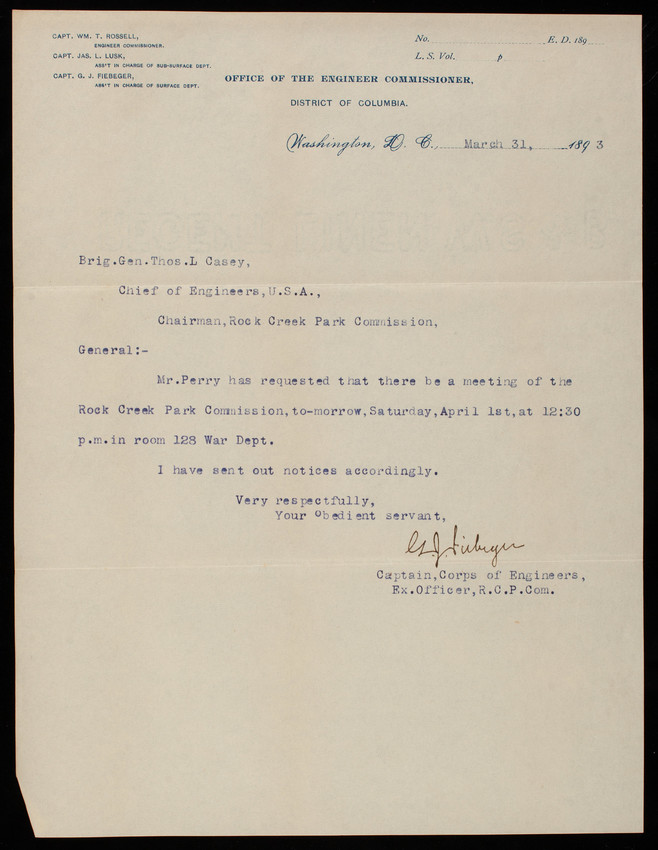 CAPT. WM. T. ROSSELL,
ENGINEER COMMISSIONER.
CAPT. JAS. L. LUSK,
ASS'T IN CHARGE OF SUB-SURFACE DEPT.
CAPT. G. J. FIEBEGER,
ASS'T IN CHARGE OF SURFACE DEPT.
No. E. D. 189
L. S. Vol. p
OFFICE OF THE ENGINEER COMMISSIONER,
DISTRICT OF COLUMBIA.
Washington, D. C., March 31, 1893
Brig.Gen.Thos.L Casey,
Chief of Engineers,U.S.A.,
Chairman,Rock Creek Park Commission,
General:-
Mr.Perry has requested that there be a meeting of the
Rock Creek Park Commission,to-morrow,Saturday,April 1st,at 12:30
p.m.in room 128 War Dept.
I have sent out notices accordingly.
Very respectfully,
Your Obedient servant,
G. J. Fiebeger
Captain,Corps of Engineers,
Ex.Officer,R.C.P.Com.